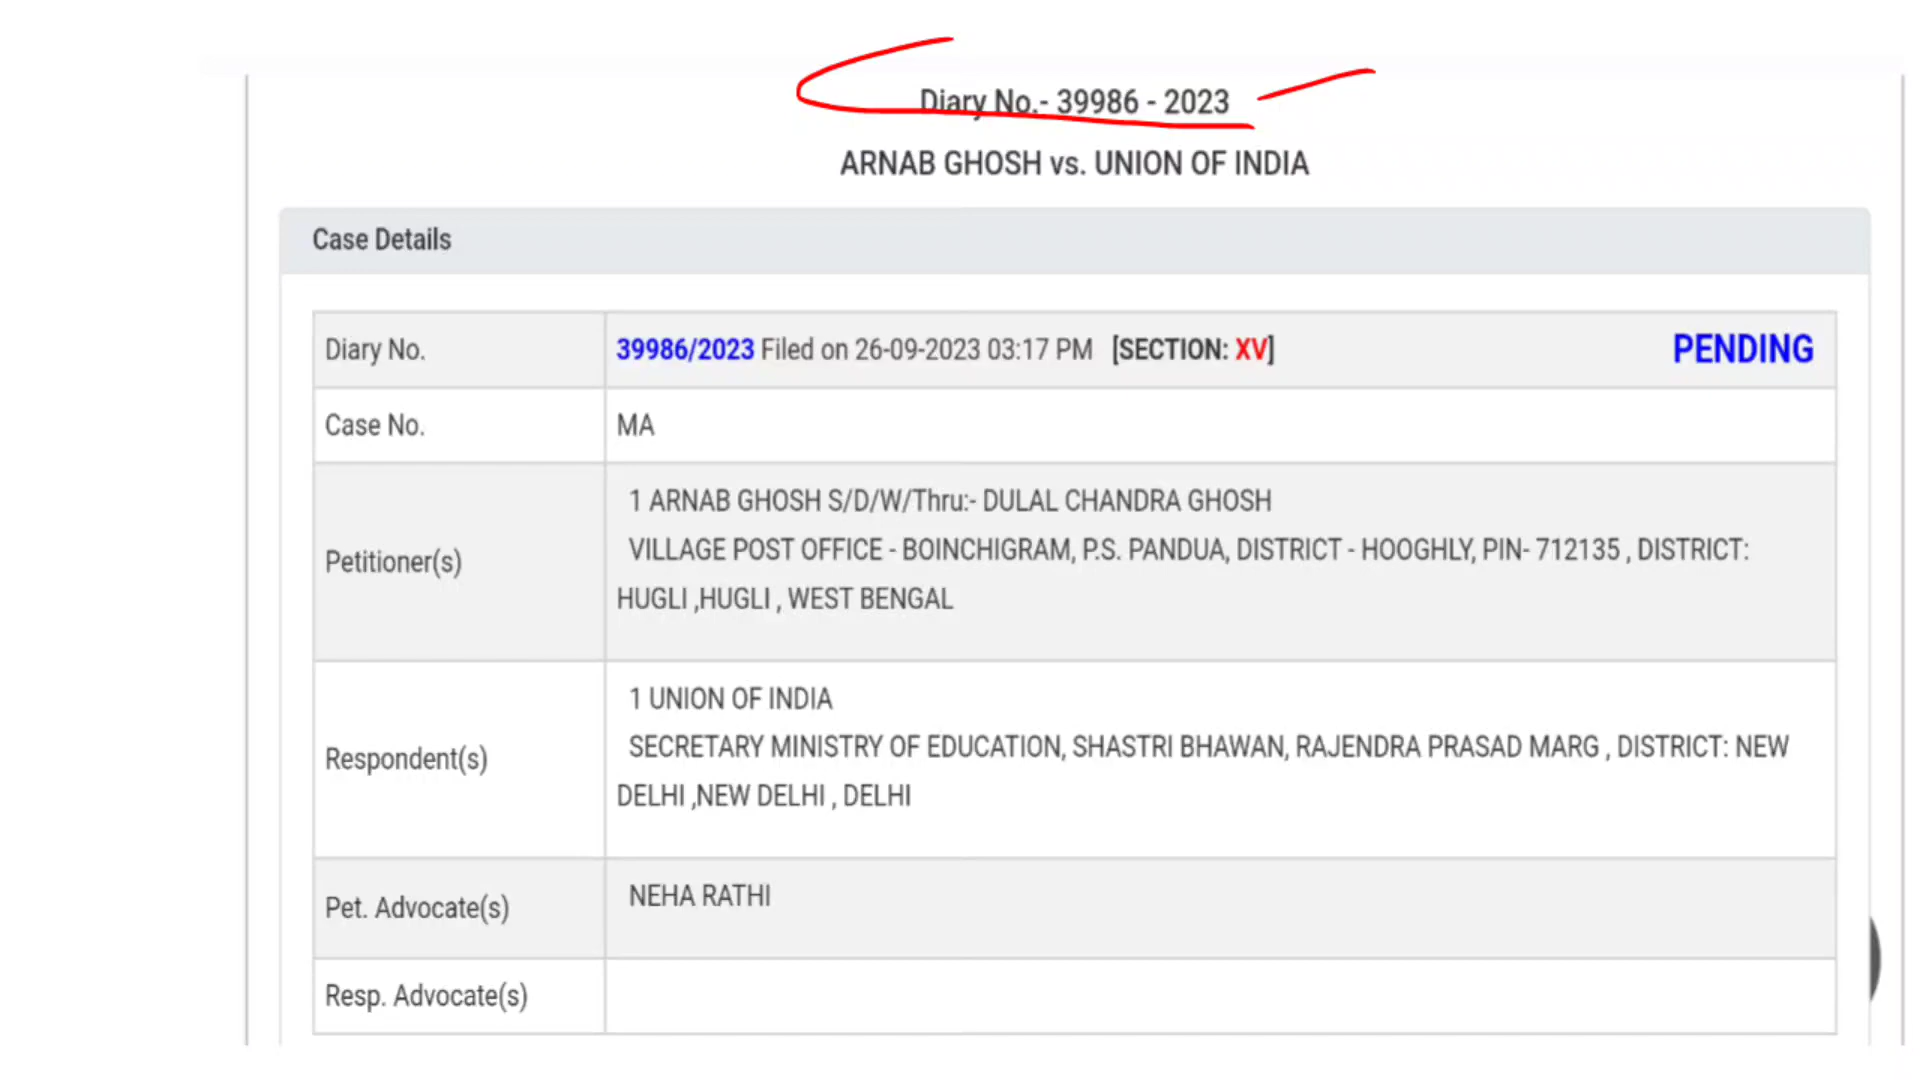 Diary No.- 39986 - 2023
ARNAB GHOSH vs. UNION OF INDIA
Case Details
Diary No. 39986/2023 Filed on 26-09-2023 03:17 PM [SECTION: XV] PENDING
Case No. MA
Petitioner(s) 1 ARNAB GHOSH S/D/W/Thru:- DULAL CHANDRA GHOSH
VILLAGE POST OFFICE - BOINCHIGRAM, P.S. PANDUA, DISTRICT - HOOGHLY, PIN- 712135 , DISTRICT:
HUGLI ,HUGLI , WEST BENGAL
Respondent(s) 1 UNION OF INDIA
SECRETARY MINISTRY OF EDUCATION, SHASTRI BHAWAN, RAJENDRA PRASAD MARG , DISTRICT: NEW
DELHI ,NEW DELHI , DELHI
Pet. Advocate(s) NEHA RATHI
Resp. Advocate(s)